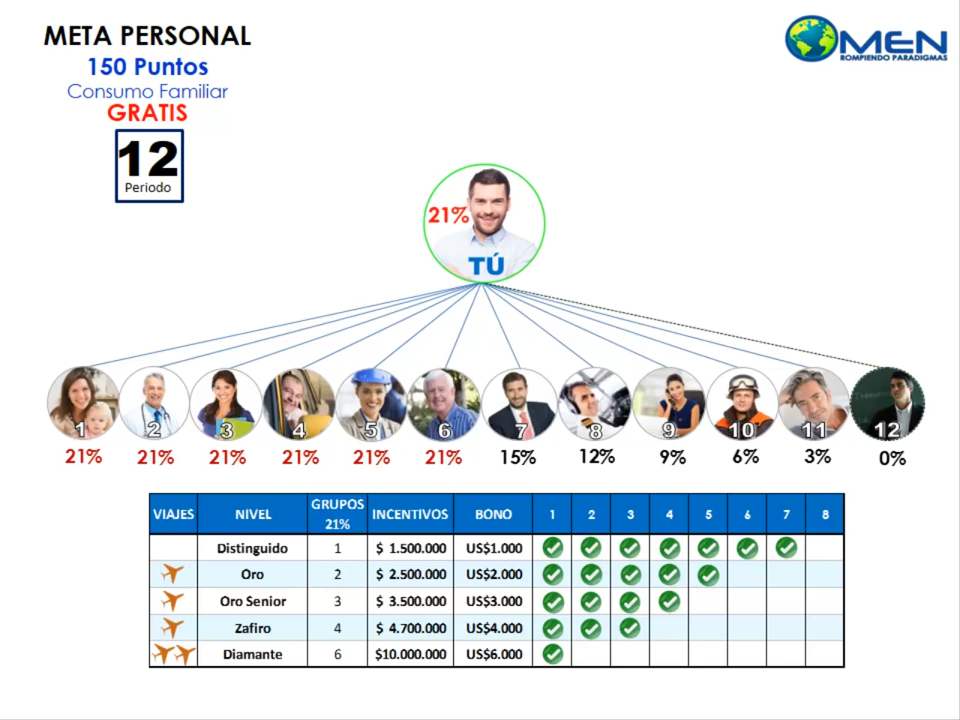 META PERSONAL
150 Puntos
Consumo Familiar
GRATIS
12
Periodo
OMEN
ROMPIENDO PARADIGMAS
21%
TÚ
1 2 3 4 5 6 7 8 9 10 11 12
21% 21% 21% 21% 21% 21% 15% 12% 9% 6% 3% 0%
VIAJES NIVEL GRUPOS 21% INCENTIVOS BONO 1 2 3 4 5 6 7 8
Distinguido 1 $ 1.500.000 US$1.000
Oro 2 $ 2.500.000 US$2.000
Oro Senior 3 $ 3.500.000 US$3.000
Zafiro 4 $ 4.700.000 US$4.000
Diamante 6 $10.000.000 US$6.000